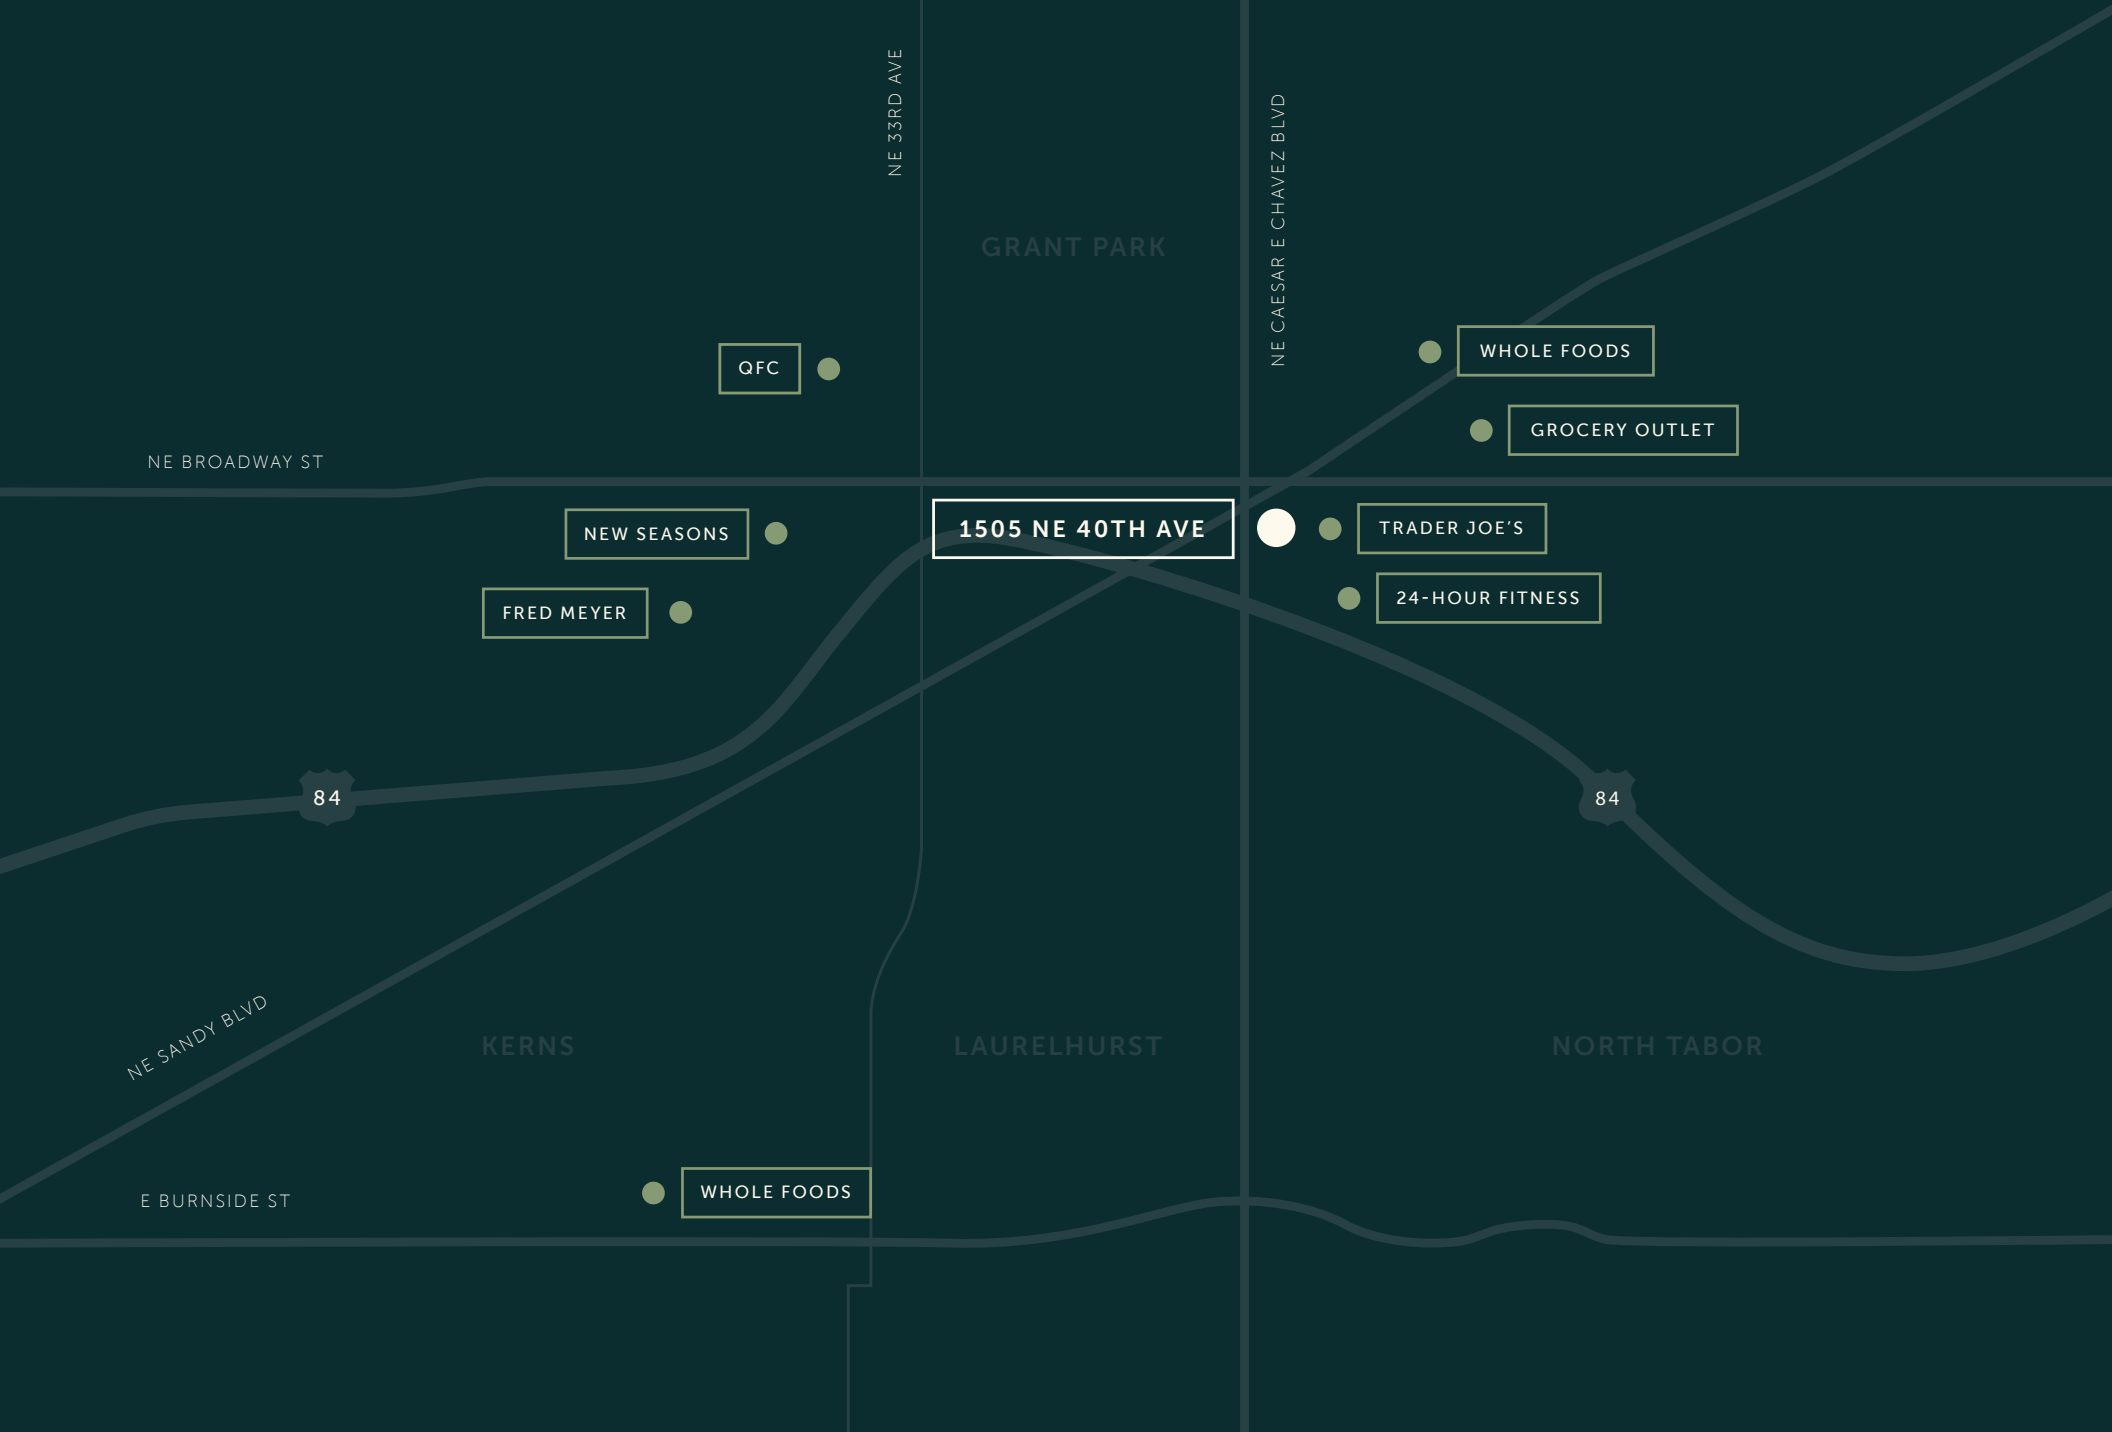 NE 33RD AVE
NE CAESAR E CHAVEZ BLVD
GRANT PARK
WHOLE FOODS
QFC
GROCERY OUTLET
NE BROADWAY ST
NEW SEASONS
1505 NE 40TH AVE
TRADER JOE'S
FRED MEYER
24-HOUR FITNESS
84
84
NE SANDY BLVD
KERNS
LAURELHURST
NORTH TABOR
WHOLE FOODS
E BURNSIDE ST